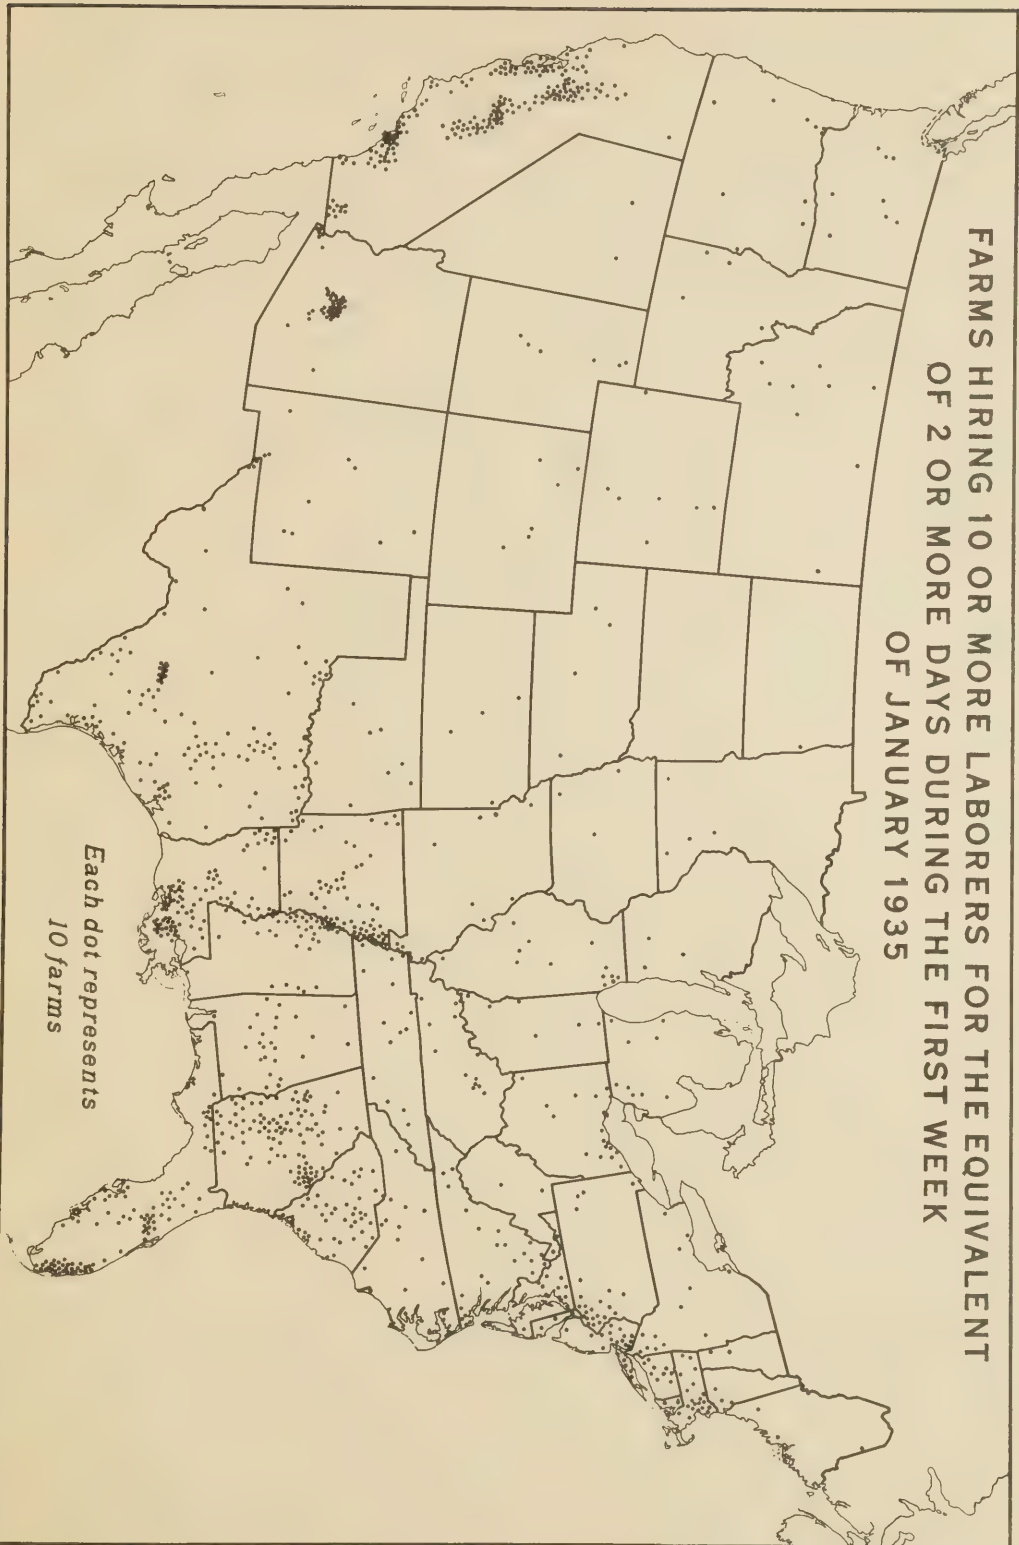 FARMS HIRING 10 OR MORE LABORERS FOR THE EQUIVALENT
OF 2 OR MORE DAYS DURING THE FIRST WEEK
OF JANUARY 1935
Each dot represents
10 farms